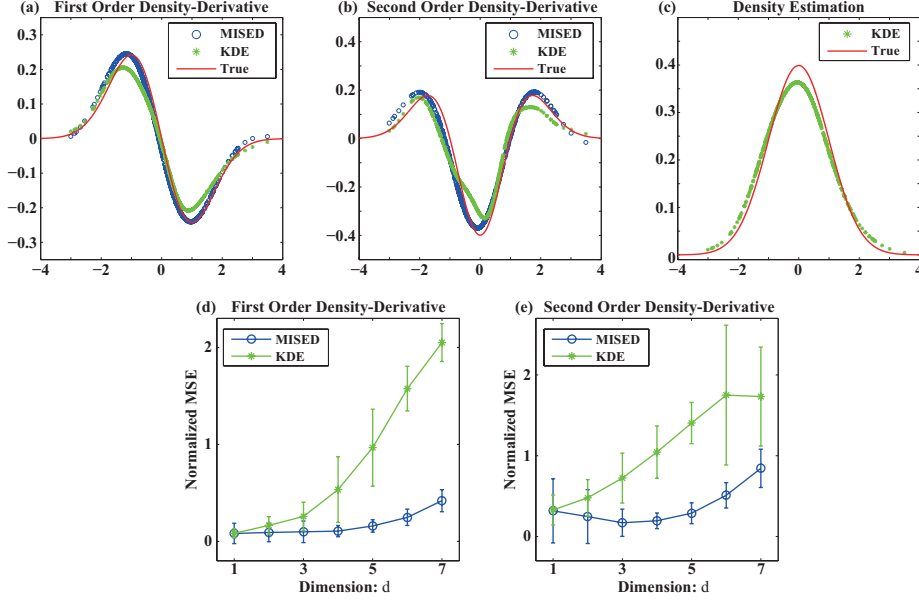 (a) First Order Density-Derivative
0.3
0.2
0.1
0
−0.1
−0.2
−0.3
−4
−2
0
2
4
MISED
KDE
True
(b) Second Order Density-Derivative
0.4
0.2
0
−0.2
−0.4
−4
−2
0
2
4
MISED
KDE
True
(c) Density Estimation
0.4
0.3
0.2
0.1
0
−4
−2
0
2
4
KDE
True
(d) First Order Density-Derivative
Normalized MSE
2
1
0
1
3
5
7
Dimension: d
MISED
KDE
(e) Second Order Density-Derivative
Normalized MSE
2
1
0
1
3
5
7
Dimension: d
MISED
KDE